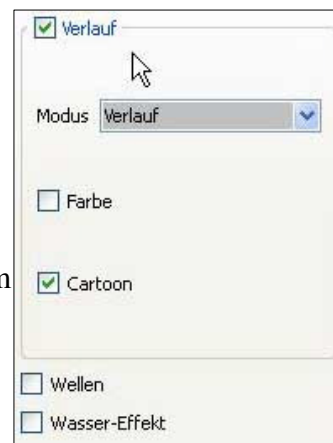 Verlauf
Modus Verlauf
Farbe
Cartoon
Wellen
Wasser-Effekt